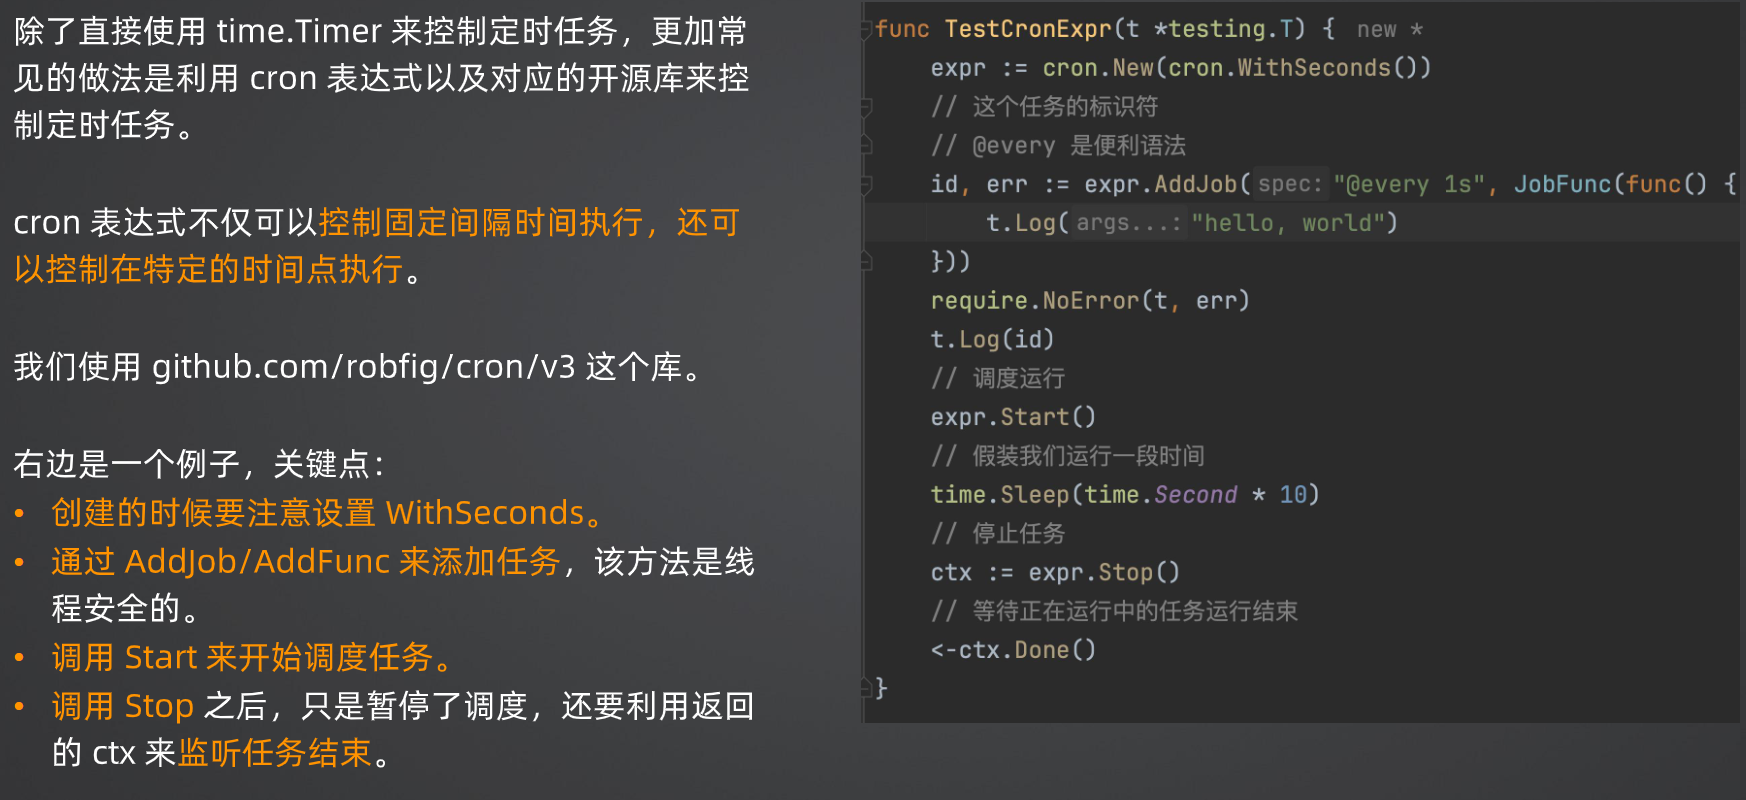 除了直接使用 time.Timer 来控制定时任务，更加常
见的做法是利用 cron 表达式以及对应的开源库来控
制定时任务。
cron 表达式不仅可以控制固定间隔时间执行，还可
以控制在特定的时间点执行。
我们使用 github.com/robfig/cron/v3 这个库。
右边是一个例子，关键点：
• 创建的时候要注意设置 WithSeconds。
• 通过 AddJob/AddFunc 来添加任务，该方法是线
程安全的。
• 调用 Start 来开始调度任务。
• 调用 Stop 之后，只是暂停了调度，还要利用返回
的 ctx 来监听任务结束。
func TestCronExpr(t *testing.T) { new *
expr := cron.New(cron.WithSeconds())
// 这个任务的标识符
// @every 是便利语法
id, err := expr.AddJob( spec: "@every 1s", JobFunc(func() {
t.Log( args...: "hello, world")
}))
require.NoError(t, err)
t.Log(id)
// 调度运行
expr.Start()
// 假装我们运行一段时间
time.Sleep(time.Second * 10)
// 停止任务
ctx := expr.Stop()
// 等待正在运行中的任务运行结束
<-ctx.Done()
}